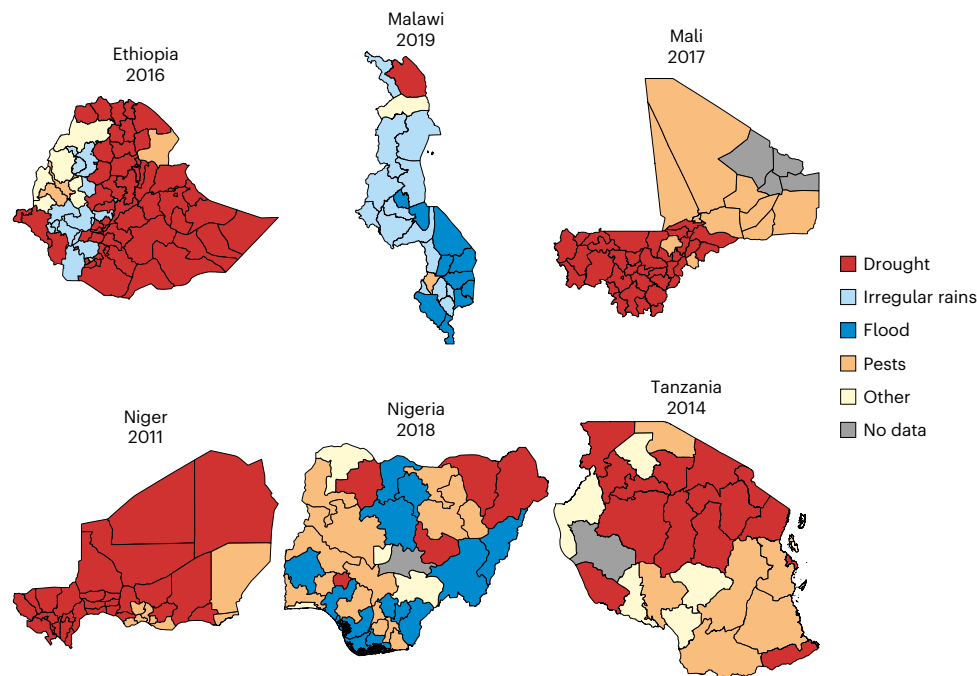 Ethiopia
2016
Malawi
2019
Mali
2017
Drought
Irregular rains
Flood
Pests
Other
No data
Niger
2011
Nigeria
2018
Tanzania
2014